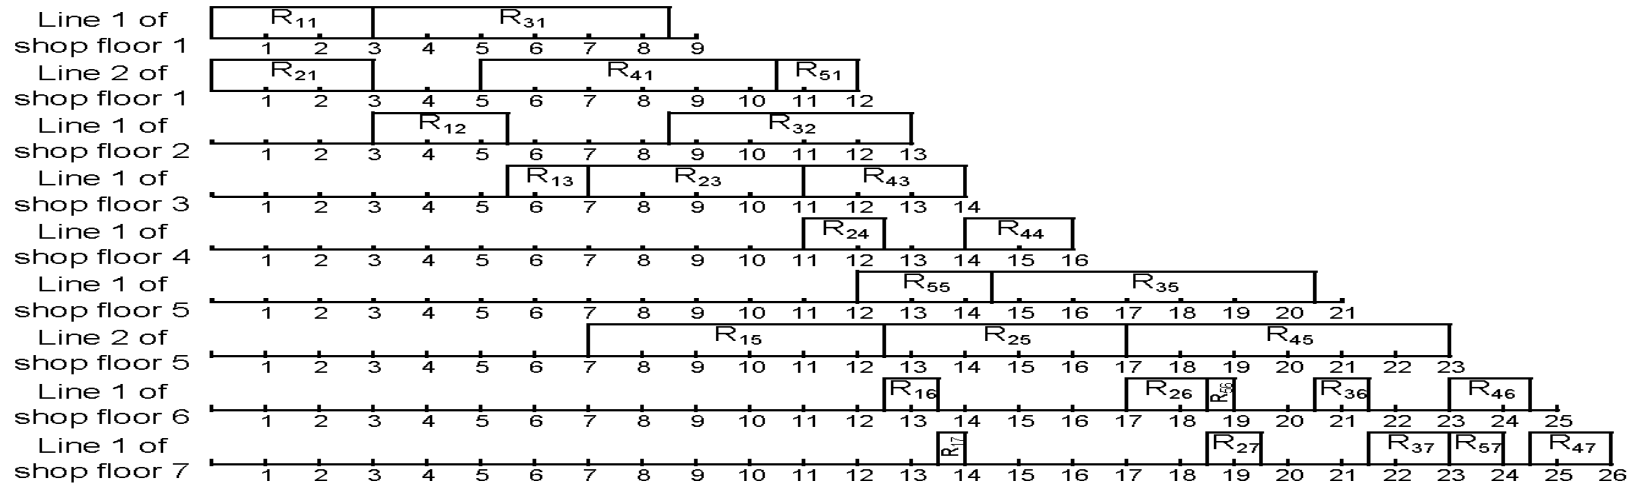 Line 1 of R11 R31
shop floor 1 1 2 3 4 5 6 7 8 9
Line 2 of R21 R41 R51
shop floor 1 1 2 3 4 5 6 7 8 9 10 11 12
Line 1 of R12 R32
shop floor 2 1 2 3 4 5 6 7 8 9 10 11 12 13
Line 1 of R13 R23 R43
shop floor 3 1 2 3 4 5 6 7 8 9 10 11 12 13 14
Line 1 of R24 R44
shop floor 4 1 2 3 4 5 6 7 8 9 10 11 12 13 14 15 16
Line 1 of R55 R35
shop floor 5 1 2 3 4 5 6 7 8 9 10 11 12 13 14 15 16 17 18 19 20 21
Line 2 of R15 R25 R45
shop floor 5 1 2 3 4 5 6 7 8 9 10 11 12 13 14 15 16 17 18 19 20 21 22 23
Line 1 of R16 R26 R56 R36 R46
shop floor 6 1 2 3 4 5 6 7 8 9 10 11 12 13 14 15 16 17 18 19 20 21 22 23 24 25
Line 1 of R17 R27 R37 R57 R47
shop floor 7 1 2 3 4 5 6 7 8 9 10 11 12 13 14 15 16 17 18 19 20 21 22 23 24 25 26